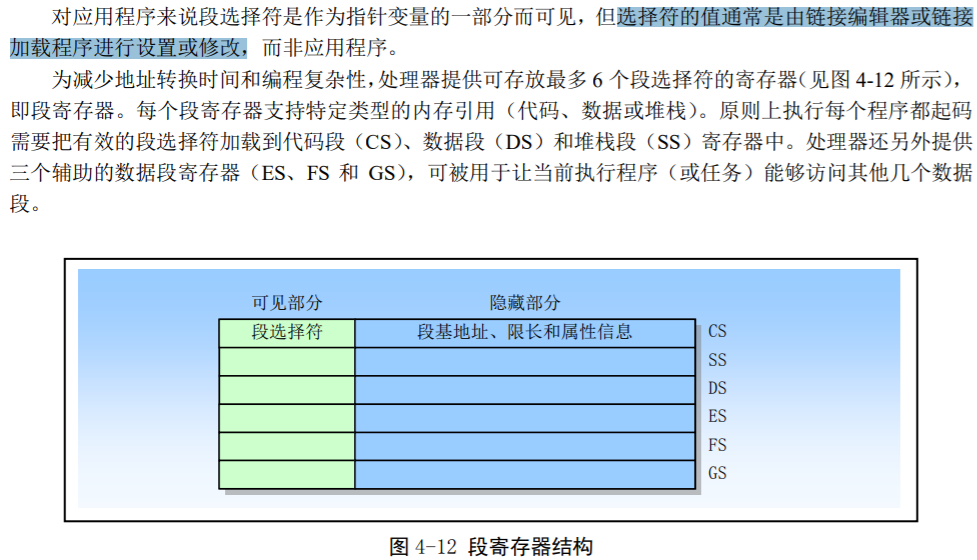 对应用程序来说段选择符是作为指针变量的一部分而可见，但选择符的值通常是由链接编辑器或链接
加载程序进行设置或修改，而非应用程序。
为减少地址转换时间和编程复杂性，处理器提供可存放最多 6 个段选择符的寄存器（见图 4-12 所示），
即段寄存器。每个段寄存器支持特定类型的内存引用（代码、数据或堆栈）。原则上执行每个程序都起码
需要把有效的段选择符加载到代码段（CS）、数据段（DS）和堆栈段（SS）寄存器中。处理器还另外提供
三个辅助的数据段寄存器（ES、FS 和 GS），可被用于让当前执行程序（或任务）能够访问其他几个数据
段。
可见部分 隐藏部分
段选择符 段基地址、限长和属性信息 CS
SS
DS
ES
FS
GS
图 4-12 段寄存器结构